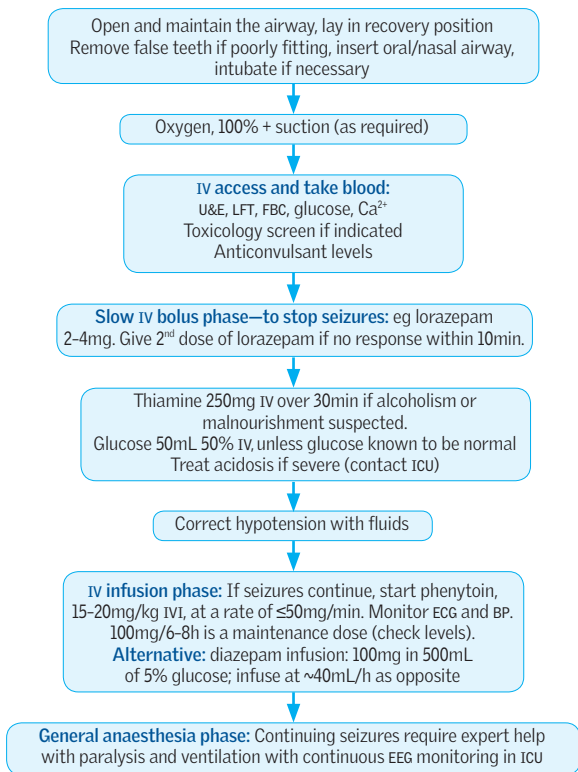 Open and maintain the airway, lay in recovery position
Remove false teeth if poorly fitting, insert oral/nasal airway,
intubate if necessary
Oxygen, 100% + suction (as required)
IV access and take blood:
U&E, LFT, FBC, glucose, Ca²⁺
Toxicology screen if indicated
Anticonvulsant levels
Slow IV bolus phase—to stop seizures: eg lorazepam
2–4mg. Give 2ⁿᵈ dose of lorazepam if no response within 10min.
Thiamine 250mg IV over 30min if alcoholism or
malnourishment suspected.
Glucose 50mL 50% IV, unless glucose known to be normal
Treat acidosis if severe (contact ICU)
Correct hypotension with fluids
IV infusion phase: If seizures continue, start phenytoin,
15–20mg/kg IVI, at a rate of ≤50mg/min. Monitor ECG and BP.
100mg/6–8h is a maintenance dose (check levels).
Alternative: diazepam infusion: 100mg in 500mL
of 5% glucose; infuse at ~40mL/h as opposite
General anaesthesia phase: Continuing seizures require expert help
with paralysis and ventilation with continuous EEG monitoring in ICU